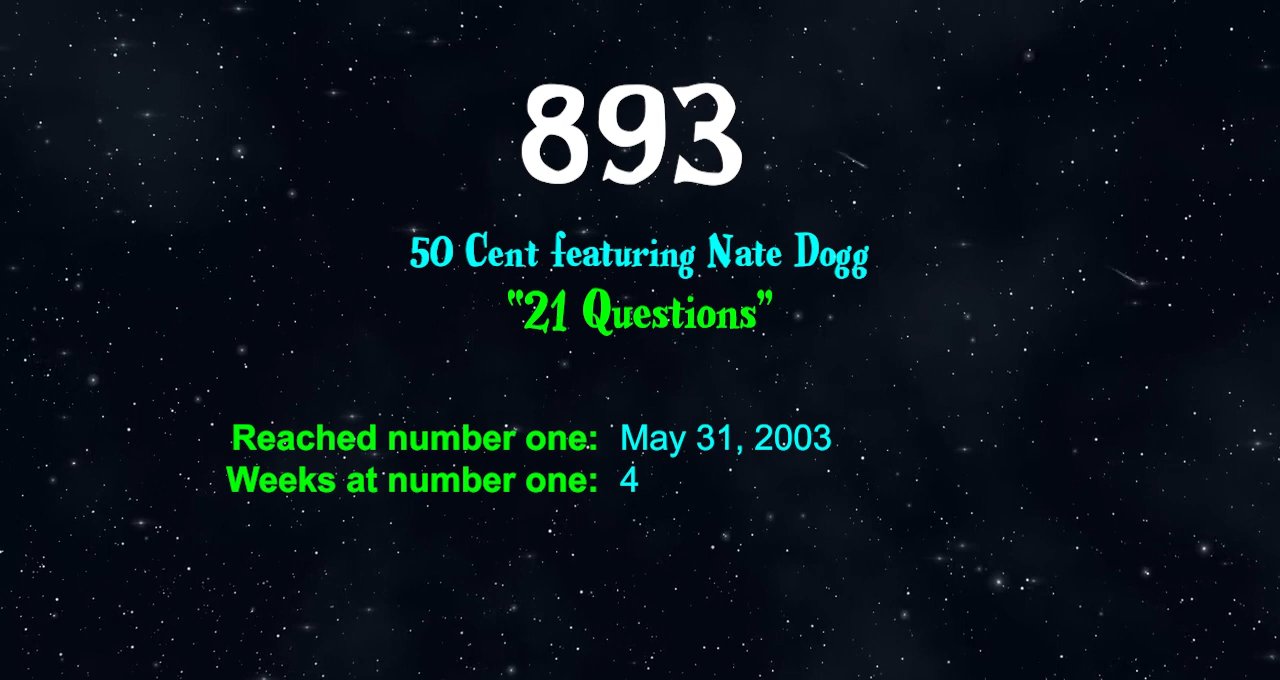 893
50 Cent featuring Nate Dogg
“21 Questions”
Reached number one: May 31, 2003
Weeks at number one: 4